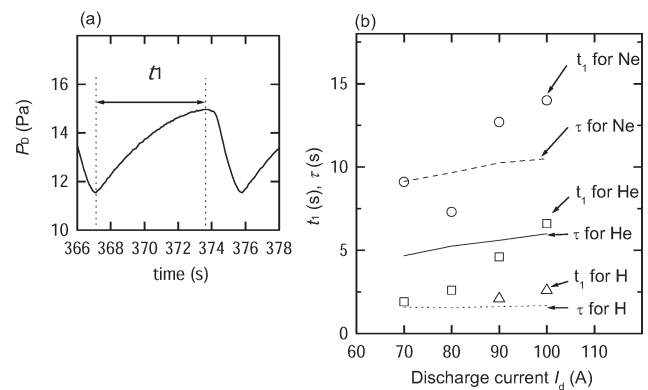 (a)
t1
P_D (Pa)
16
14
12
10
366 368 370 372 374 376 378
time (s)
(b)
t_1 (s), τ (s)
15
10
5
0
60 70 80 90 100 110
Discharge current I_d (A)
t_1 for Ne
τ for Ne
t_1 for He
τ for He
t_1 for H
τ for H